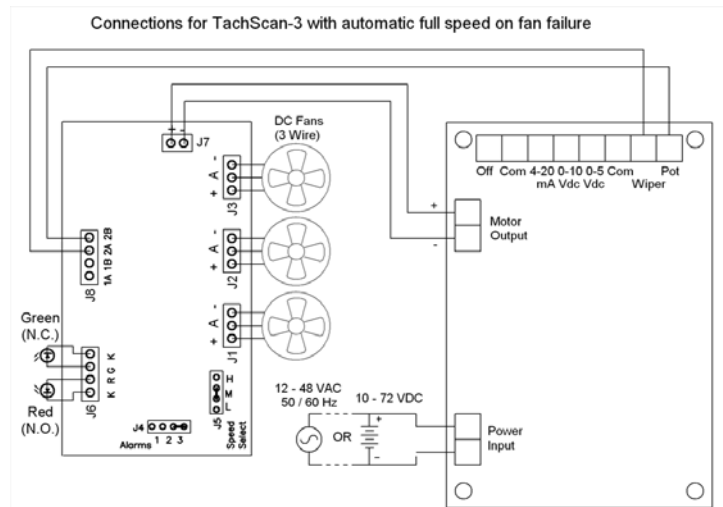 Connections for TachScan-3 with automatic full speed on fan failure
+ -
J7
DC Fans
(3 Wire)
- A +
J3
- A +
J2
- A +
J1
1A 1B 2A 2B
J8
Green
(N.C.)
Red
(N.O.)
K R G K
J6
J4
Alarms 1 2 3
H
M
L
J5
Speed
Select
Off Com 4-20 0-10 0-5 Com Pot
mA Vdc Vdc Wiper
+
-
Motor
Output
12 - 48 VAC
50 / 60 Hz
10 - 72 VDC
OR
+
-
Power
Input